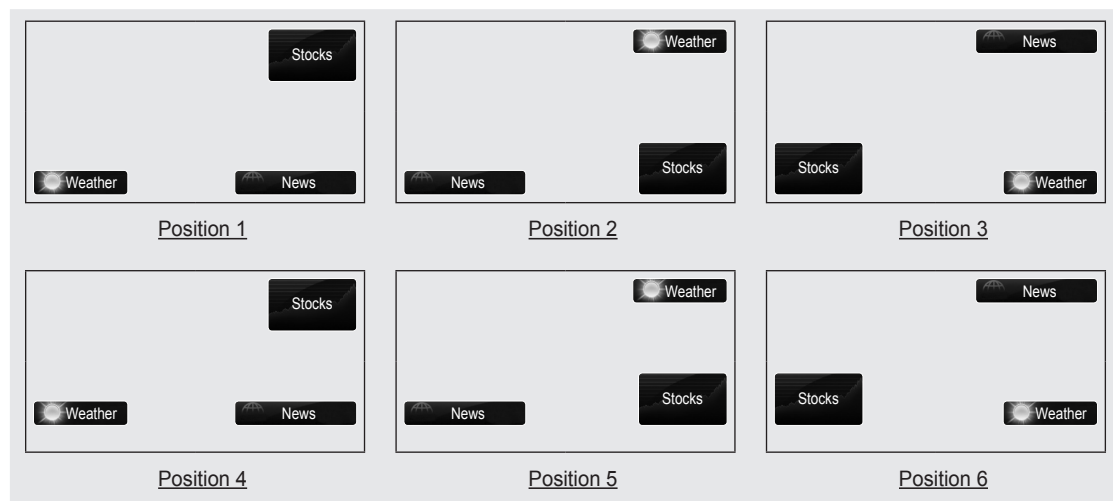 Stocks
Weather
News
Position 1
Weather
News
Stocks
Position 2
News
Stocks
Weather
Position 3
Stocks
Weather
News
Position 4
Weather
News
Stocks
Position 5
News
Stocks
Weather
Position 6